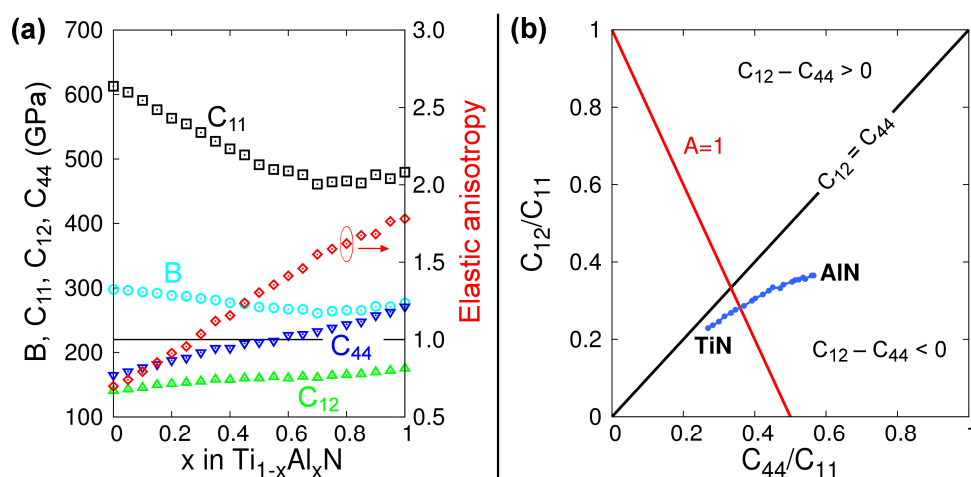 (a)
B, C11, C12, C44 (GPa)
700
600
500
400
300
200
100
3.0
2.5
2.0
1.5
1.0
0.5
Elastic anisotropy
C11
B
C44
C12
0 0.2 0.4 0.6 0.8 1
x in Ti1-xAlxN
(b)
C12/C11
1
0.8
0.6
0.4
0.2
0
C12 – C44 > 0
A=1
C12 = C44
AlN
TiN
C12 – C44 < 0
0 0.2 0.4 0.6 0.8 1
C44/C11